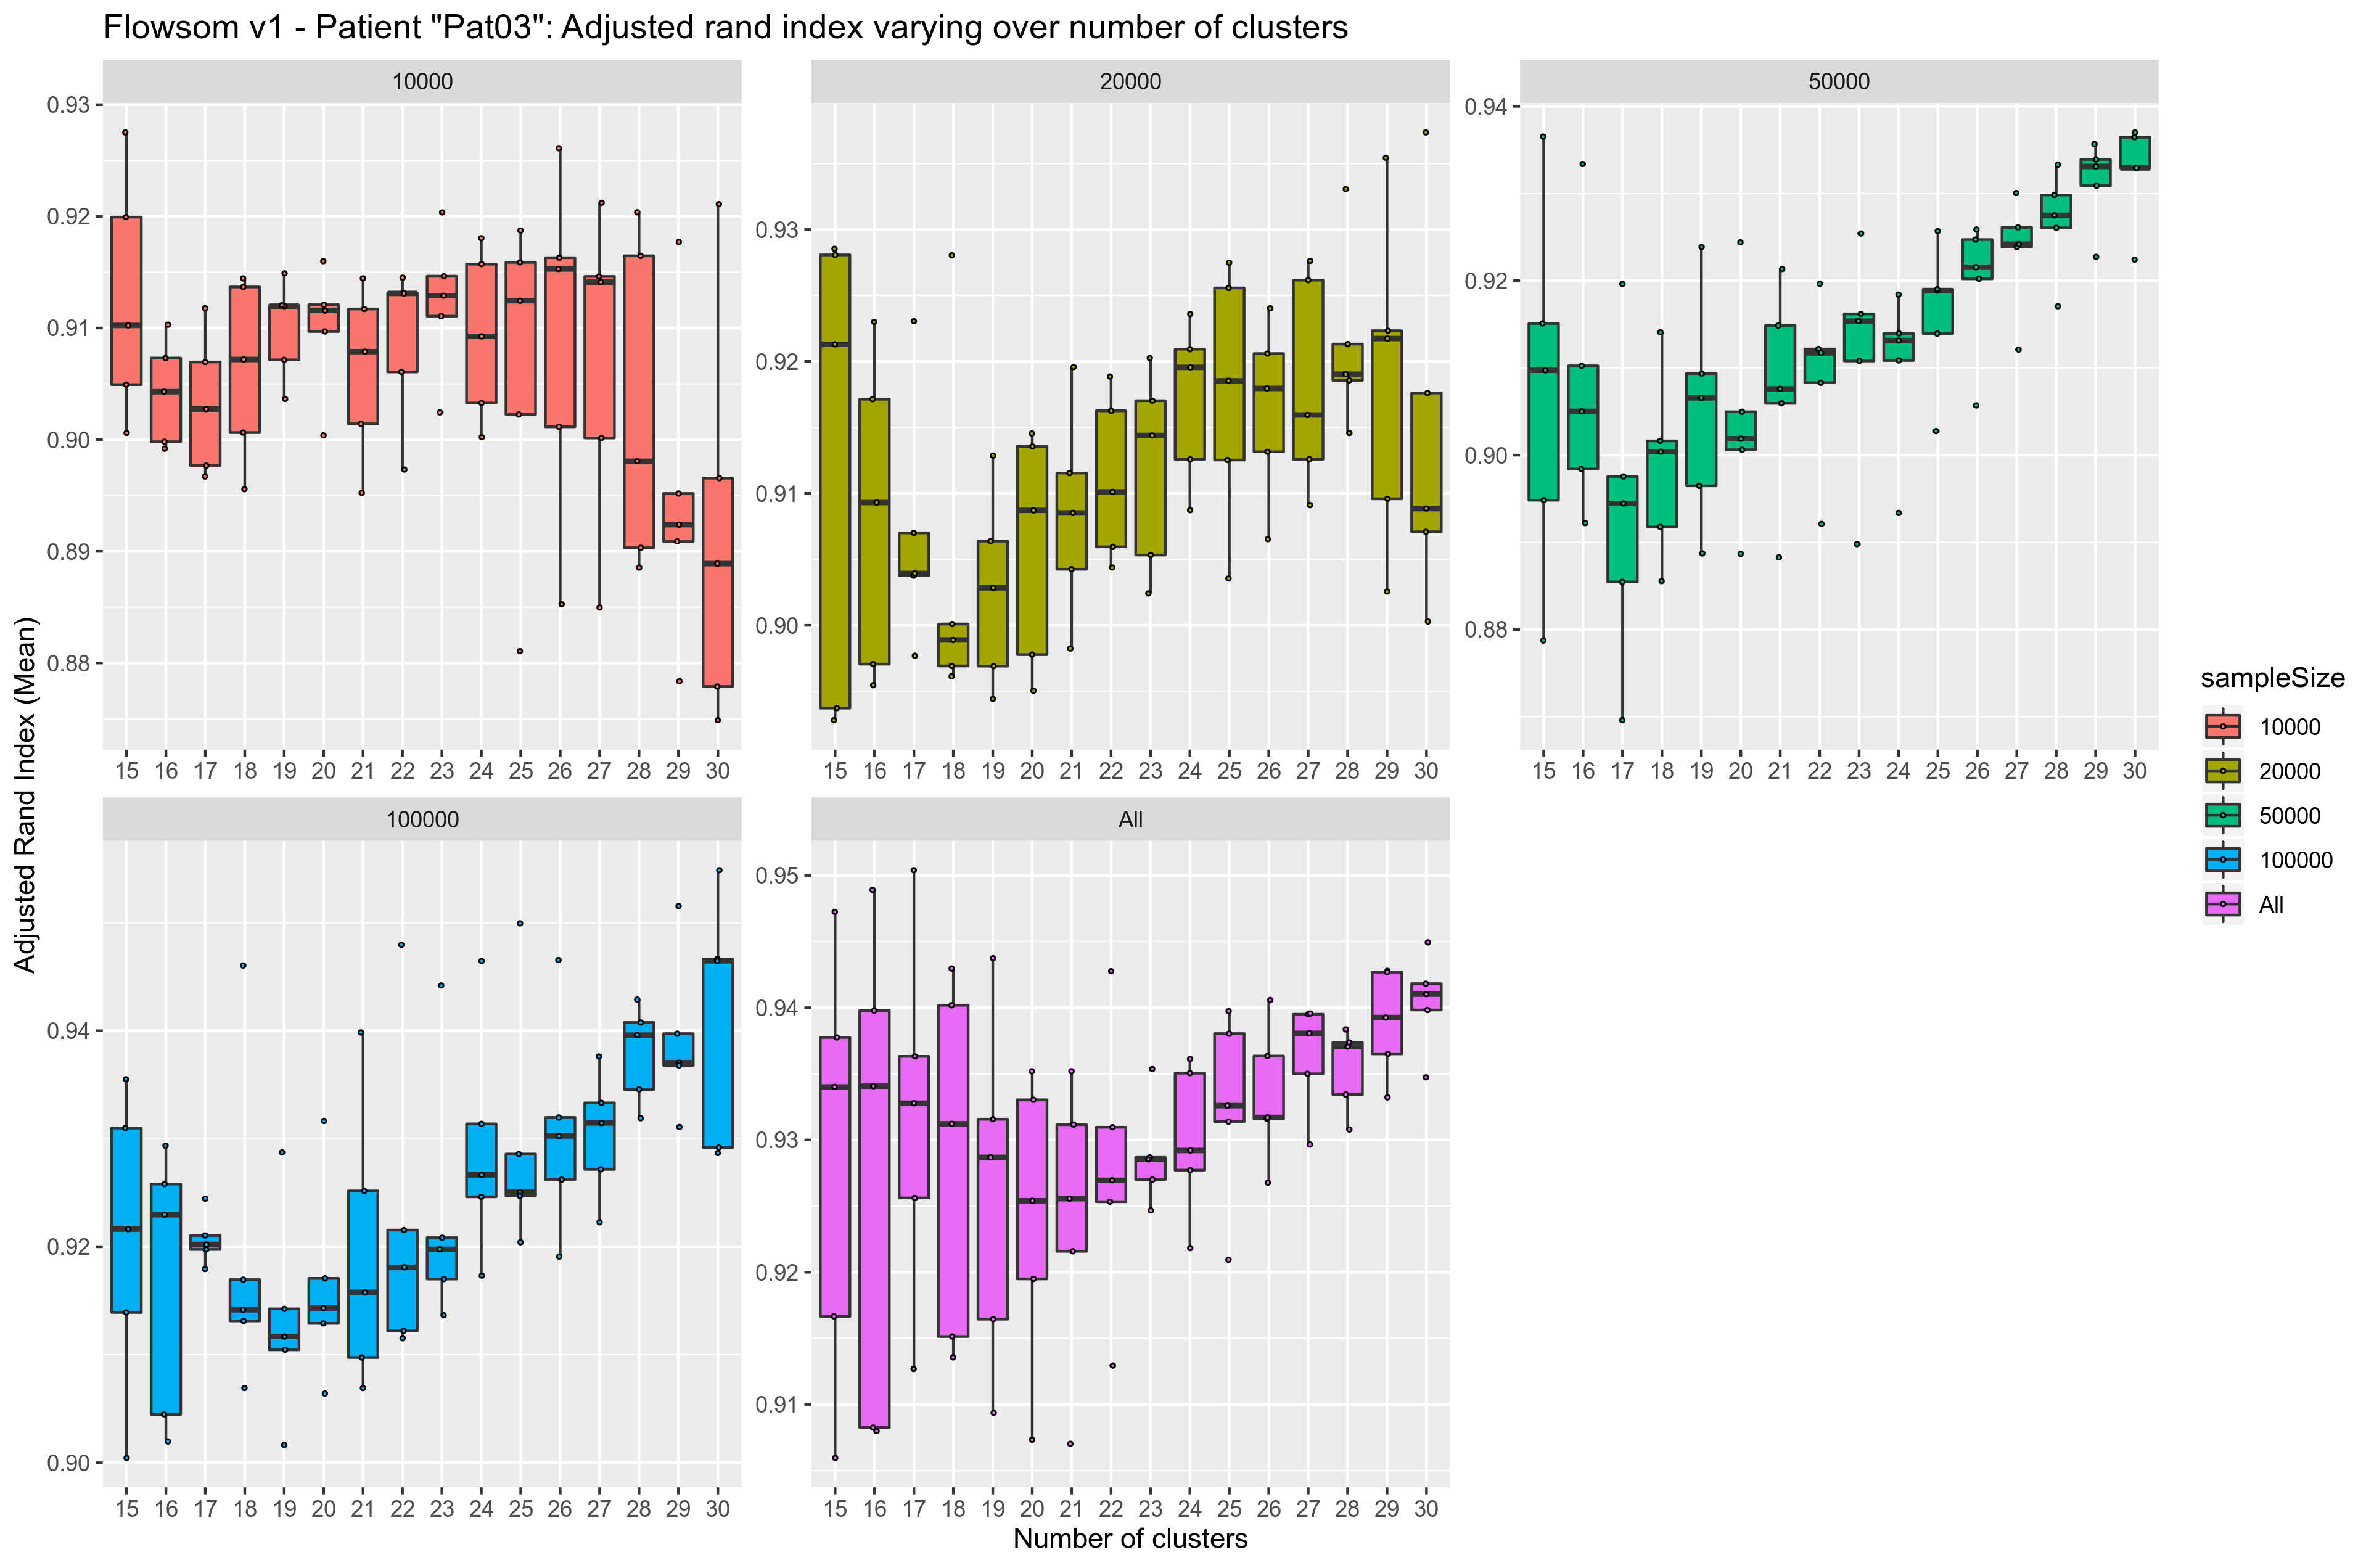 Flowsom v1 - Patient "Pat03": Adjusted rand index varying over number of clusters
10000
20000
50000
0.93
0.92
0.91
0.90
0.89
0.88
0.93
0.92
0.91
0.90
0.94
0.92
0.90
0.88
15 16 17 18 19 20 21 22 23 24 25 26 27 28 29 30
15 16 17 18 19 20 21 22 23 24 25 26 27 28 29 30
15 16 17 18 19 20 21 22 23 24 25 26 27 28 29 30
Adjusted Rand Index (Mean)
100000
All
0.94
0.92
0.90
0.95
0.94
0.93
0.92
0.91
15 16 17 18 19 20 21 22 23 24 25 26 27 28 29 30
15 16 17 18 19 20 21 22 23 24 25 26 27 28 29 30
Number of clusters
sampleSize
10000
20000
50000
100000
All